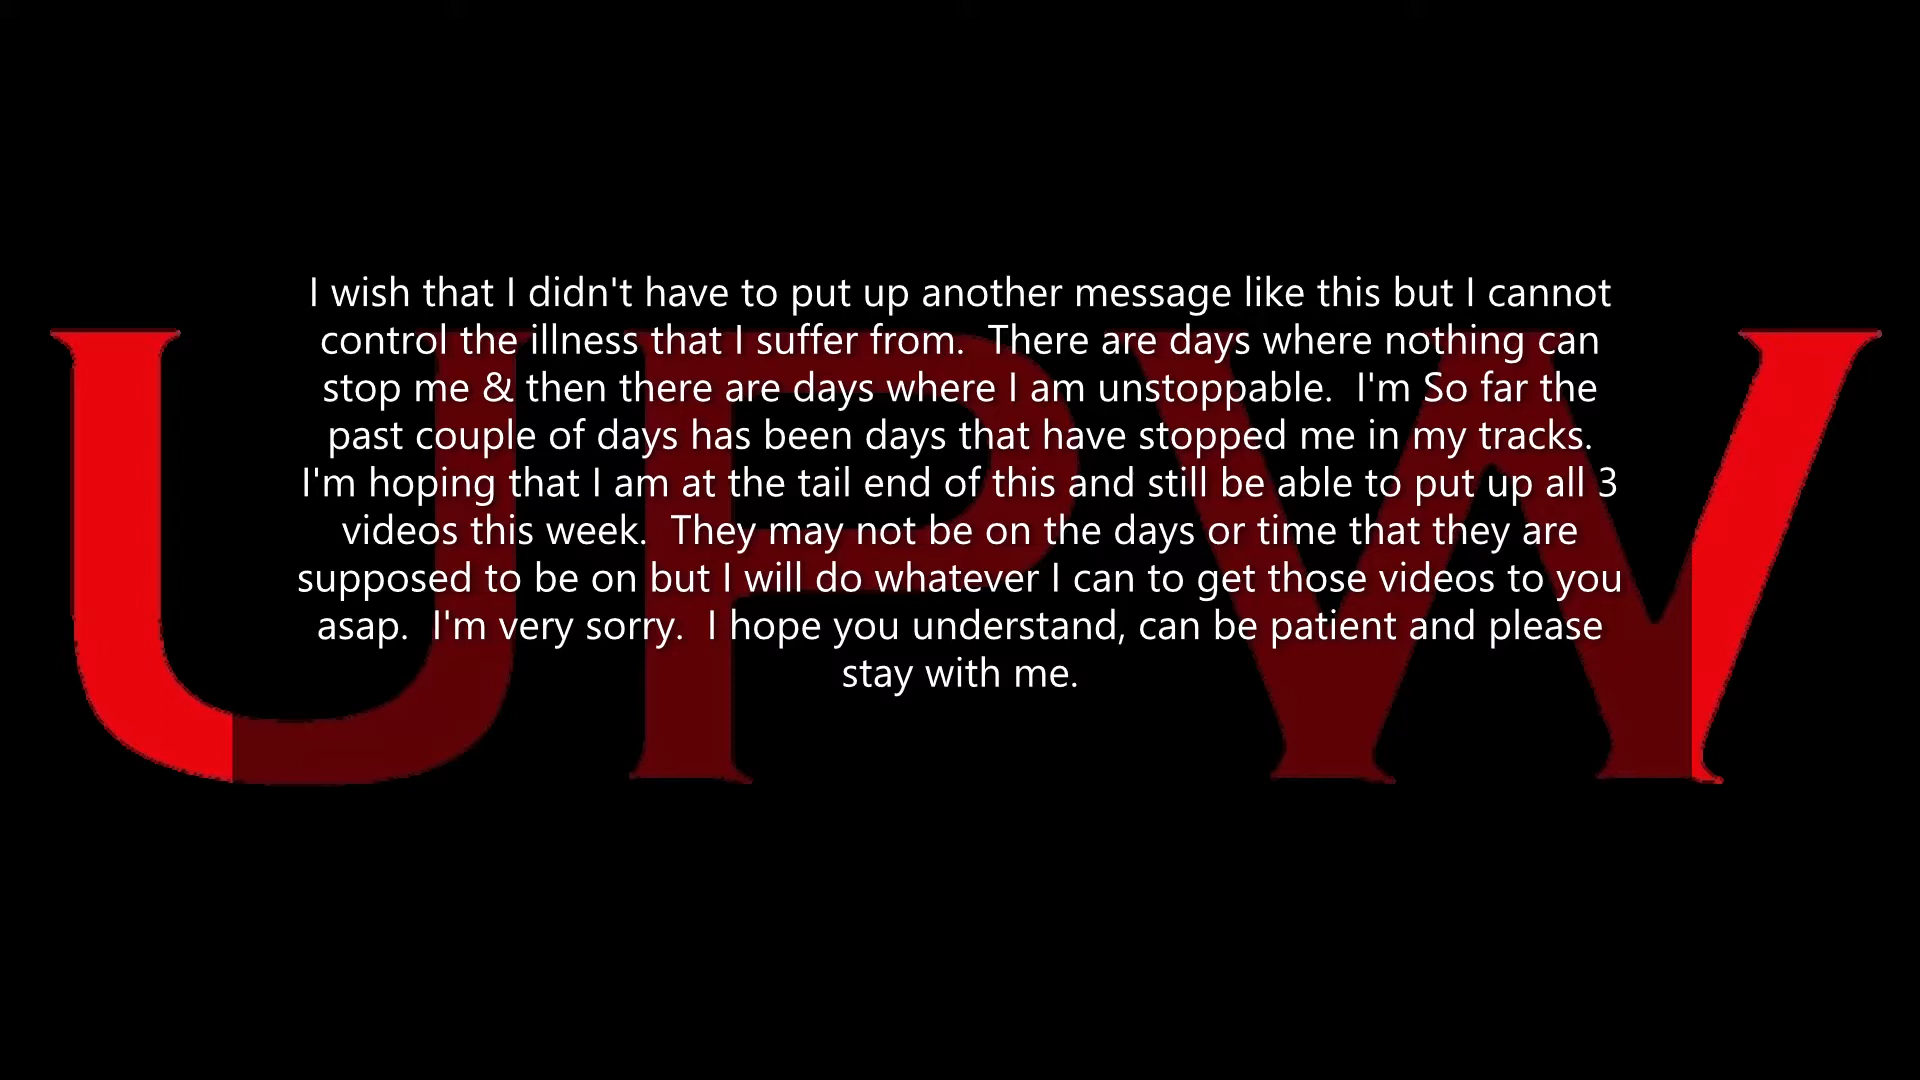 I wish that I didn't have to put up another message like this but I cannot
control the illness that I suffer from.  There are days where nothing can
stop me & then there are days where I am unstoppable.  I'm So far the
past couple of days has been days that have stopped me in my tracks.
I'm hoping that I am at the tail end of this and still be able to put up all 3
videos this week.  They may not be on the days or time that they are
supposed to be on but I will do whatever I can to get those videos to you
asap.  I'm very sorry.  I hope you understand, can be patient and please
stay with me.
UPW